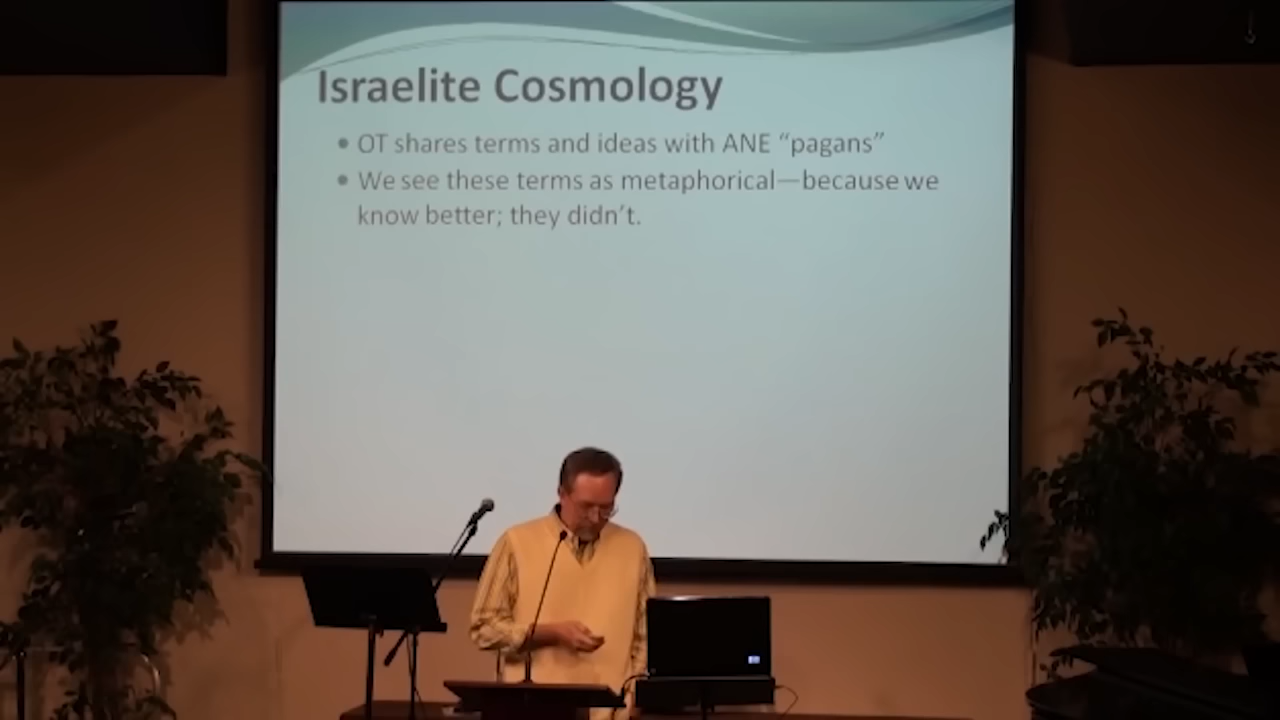 Israelite Cosmology
• OT shares terms and ideas with ANE “pagans”
• We see these terms as metaphorical—because we
know better; they didn’t.